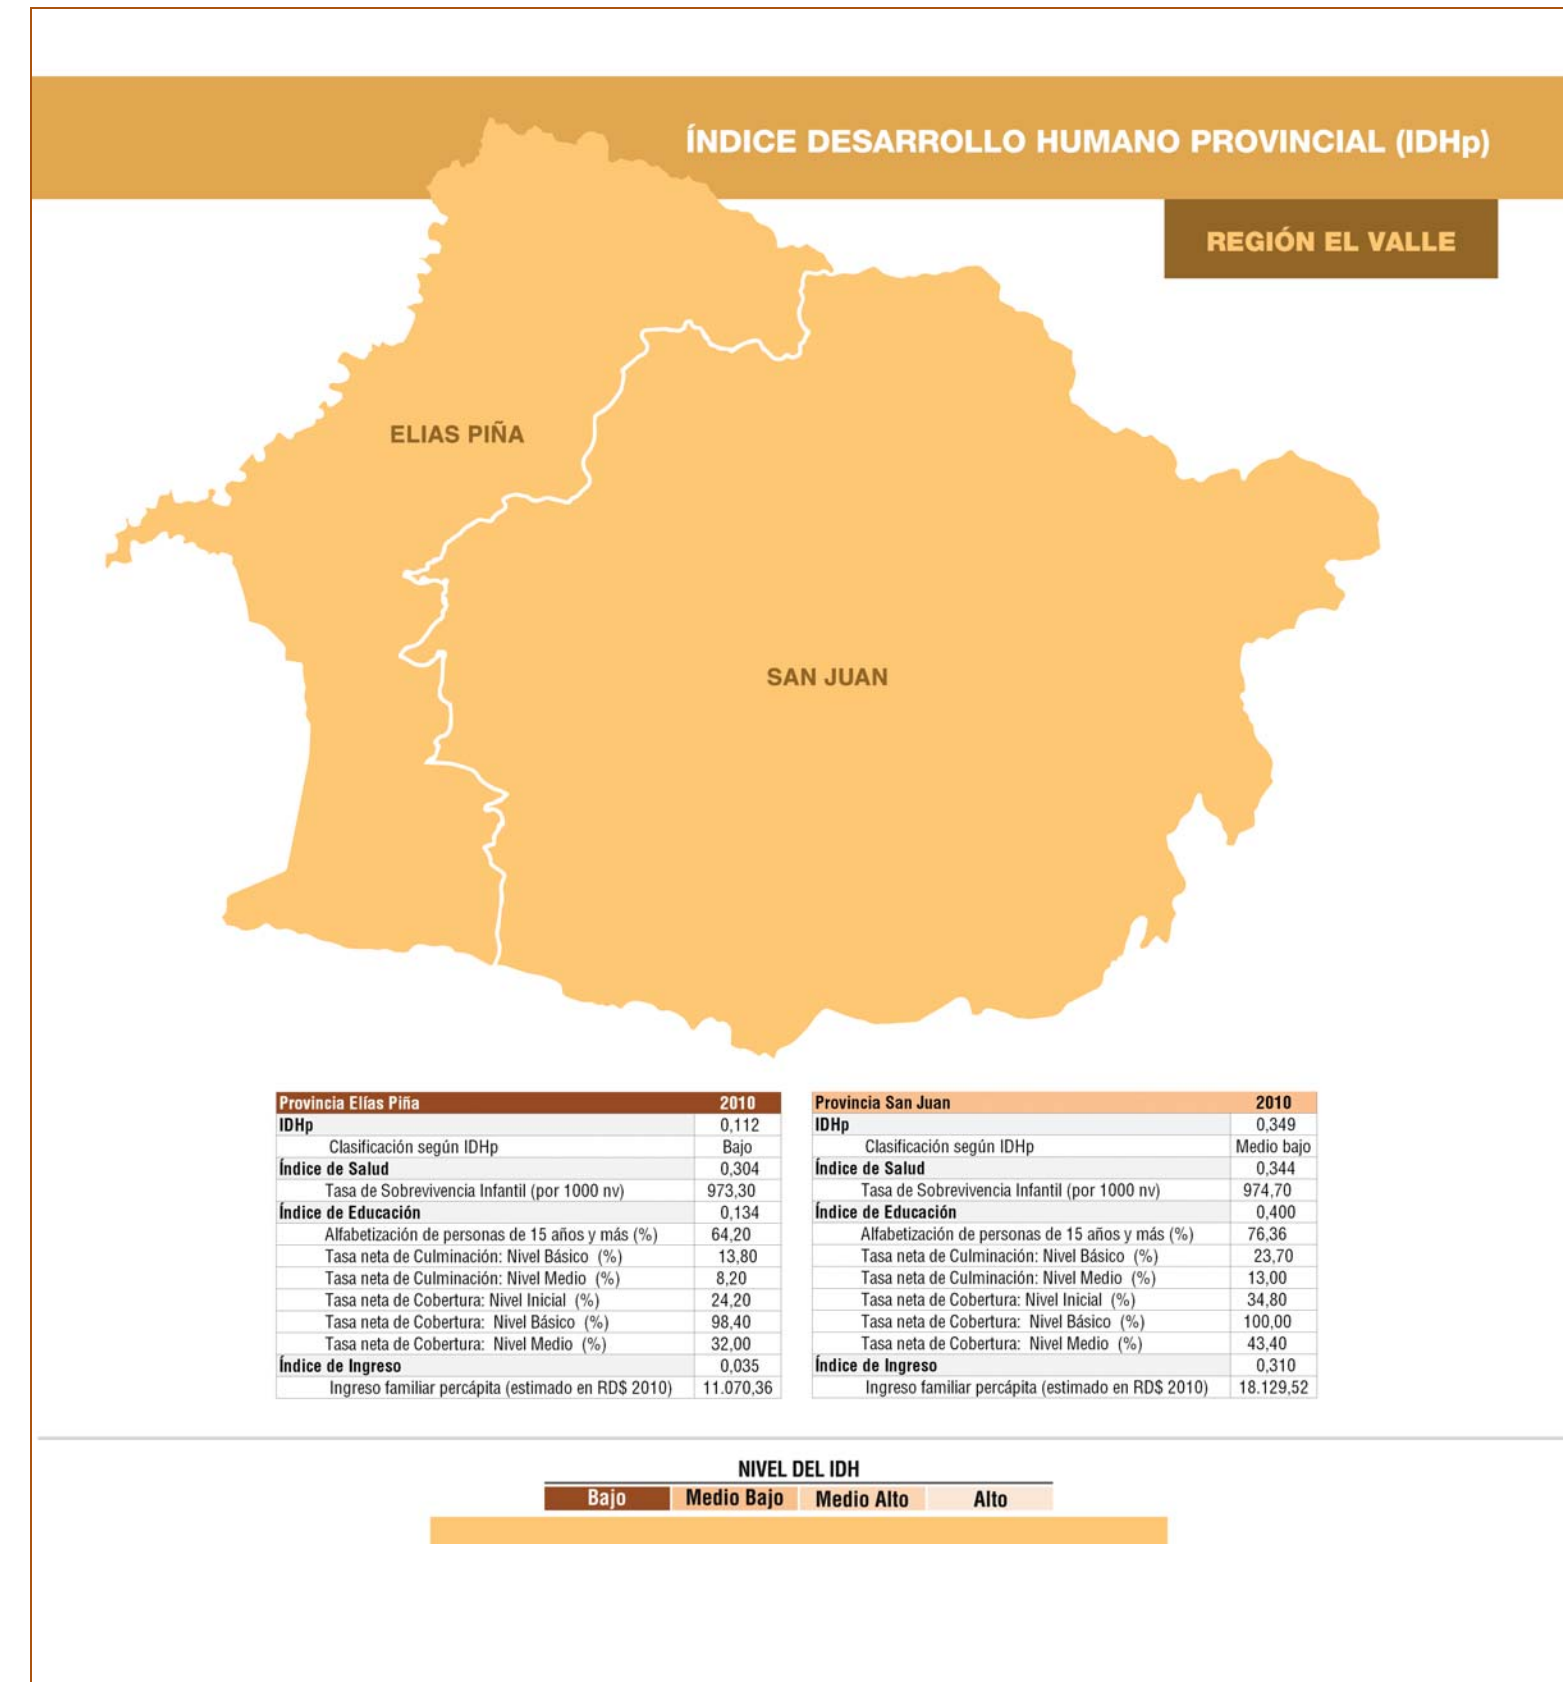 ÍNDICE DESARROLLO HUMANO PROVINCIAL (IDHp)
REGIÓN EL VALLE
ELIAS PIÑA
SAN JUAN
Provincia Elías Piña 2010
IDHp 0,112
Clasificación según IDHp Bajo
Índice de Salud 0,304
Tasa de Sobrevivencia Infantil (por 1000 nv) 973,30
Índice de Educación 0,134
Alfabetización de personas de 15 años y más (%) 64,20
Tasa neta de Culminación: Nivel Básico (%) 13,80
Tasa neta de Culminación: Nivel Medio (%) 8,20
Tasa neta de Cobertura: Nivel Inicial (%) 24,20
Tasa neta de Cobertura: Nivel Básico (%) 98,40
Tasa neta de Cobertura: Nivel Medio (%) 32,00
Índice de Ingreso 0,035
Ingreso familiar percápita (estimado en RD$ 2010) 11.070,36
Provincia San Juan 2010
IDHp 0,349
Clasificación según IDHp Medio bajo
Índice de Salud 0,344
Tasa de Sobrevivencia Infantil (por 1000 nv) 974,70
Índice de Educación 0,400
Alfabetización de personas de 15 años y más (%) 76,36
Tasa neta de Culminación: Nivel Básico (%) 23,70
Tasa neta de Culminación: Nivel Medio (%) 13,00
Tasa neta de Cobertura: Nivel Inicial (%) 34,80
Tasa neta de Cobertura: Nivel Básico (%) 100,00
Tasa neta de Cobertura: Nivel Medio (%) 43,40
Índice de Ingreso 0,310
Ingreso familiar percápita (estimado en RD$ 2010) 18.129,52
NIVEL DEL IDH
Bajo Medio Bajo Medio Alto Alto